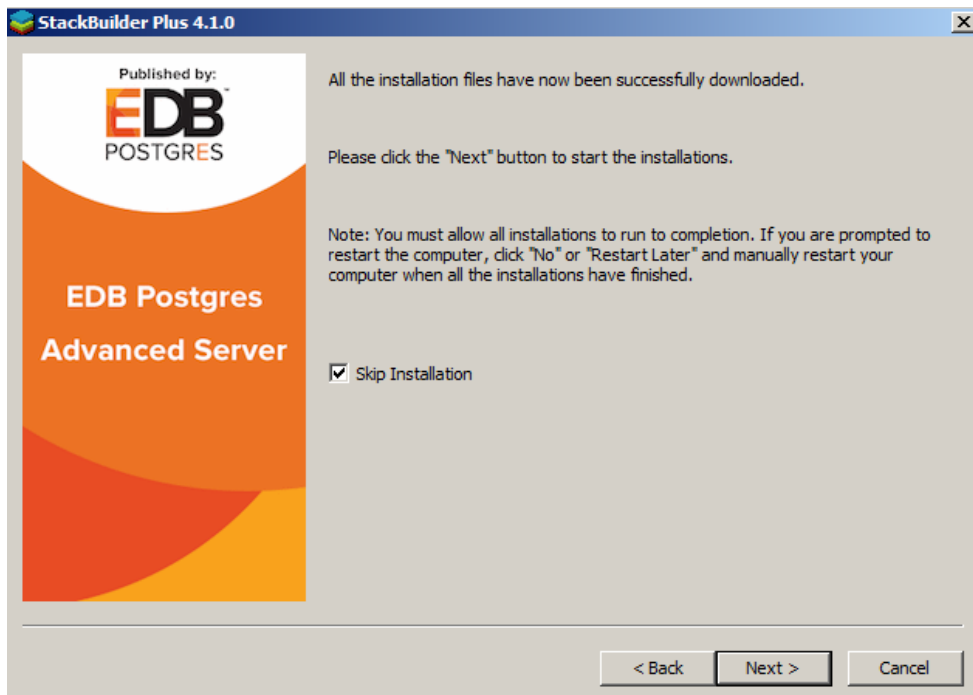 StackBuilder Plus 4.1.0
Published by:
EDB™
POSTGRES
EDB Postgres
Advanced Server
All the installation files have now been successfully downloaded.
Please click the "Next" button to start the installations.
Note: You must allow all installations to run to completion. If you are prompted to
restart the computer, click "No" or "Restart Later" and manually restart your
computer when all the installations have finished.
Skip Installation
< Back
Next >
Cancel